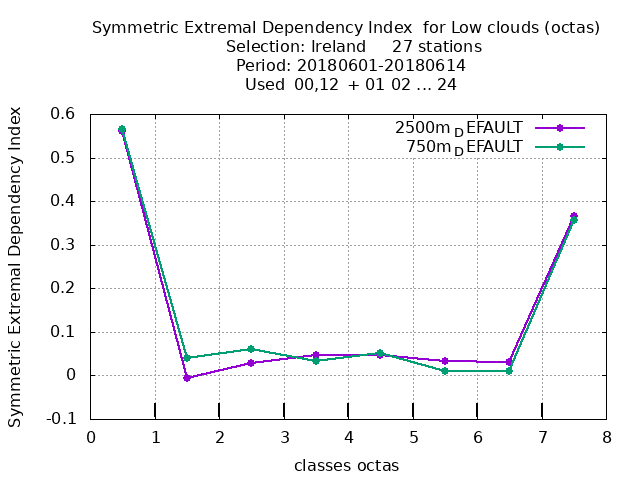 Symmetric Extremal Dependency Index  for Low clouds (octas)
Selection: Ireland     27 stations
Period: 20180601-20180614
Used  00,12  + 01 02 ... 24
2500m_DEFAULT
750m_DEFAULT
Symmetric Extremal Dependency Index
0.6
0.5
0.4
0.3
0.2
0.1
0
-0.1
0 1 2 3 4 5 6 7 8
classes octas